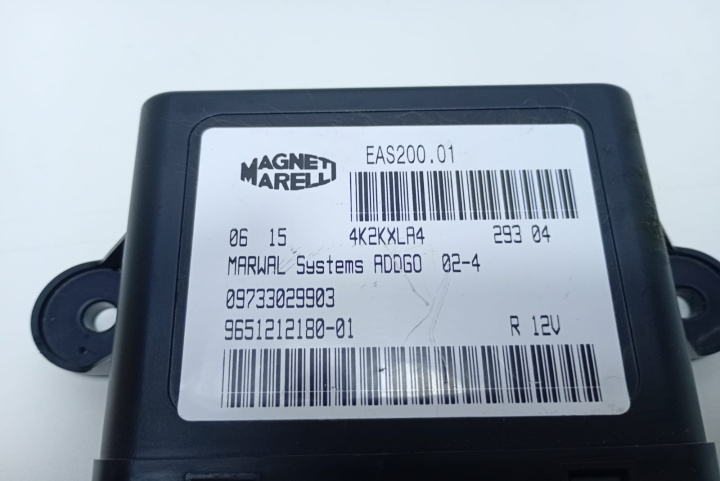 MAGNETI
MARELLI
EAS200.01
06 15 4K2KXLA4 293 04
MARWAL Systems ADDGO 02-4
09733029903
9651212180-01 R 12V